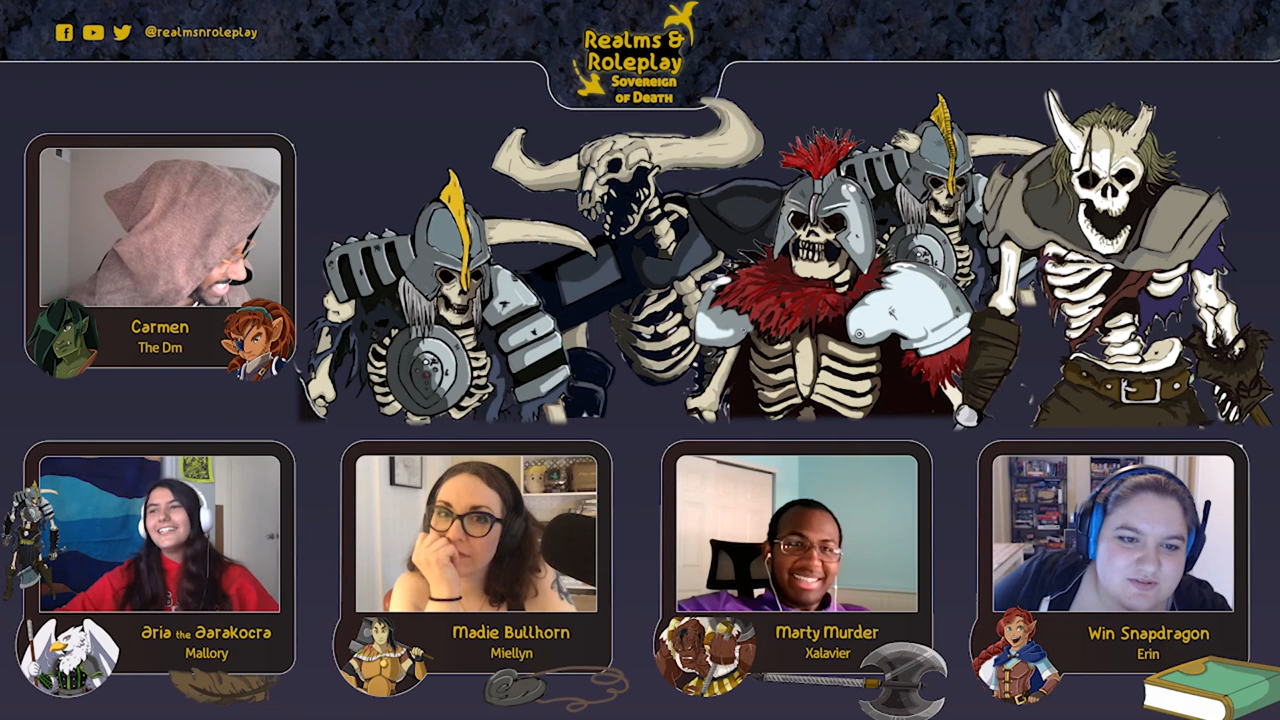 @realmsnroleplay
Realms &
Roleplay
Sovereign
of Death
Carmen
The Dm
Aria the Aarakocra
Mallory
Madie Bullhorn
Miellyn
Marty Murder
Xalavier
Win Snapdragon
Erin